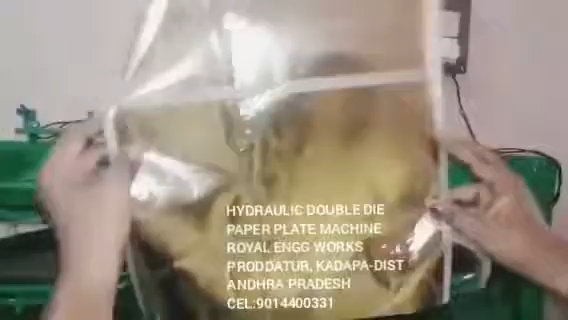 HYDRAULIC DOUBLE DIE
PAPER PLATE MACHINE
ROYAL ENGG WORKS
PRODDATUR, KADAPA-DIST
ANDHRA PRADESH
CEL:9014400331